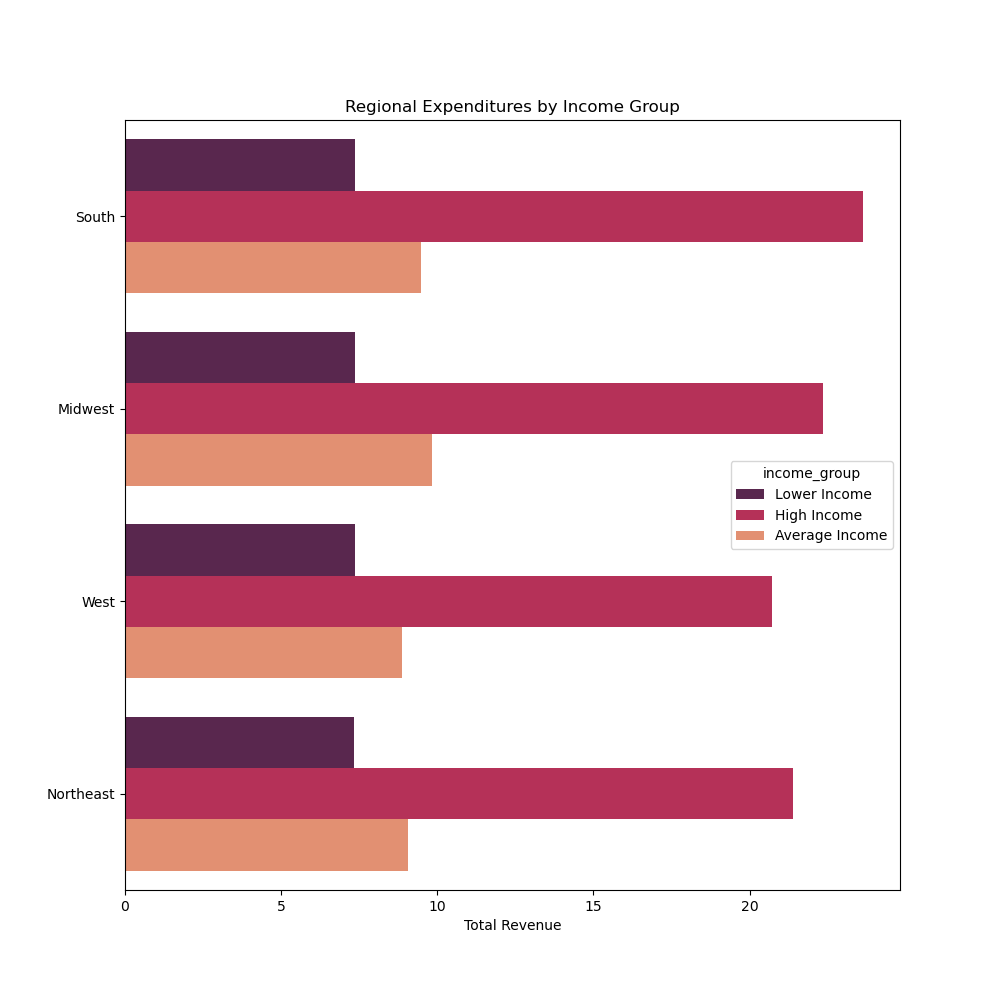 Regional Expenditures by Income Group
South
Midwest
West
Northeast
income_group
Lower Income
High Income
Average Income
0 5 10 15 20
Total Revenue